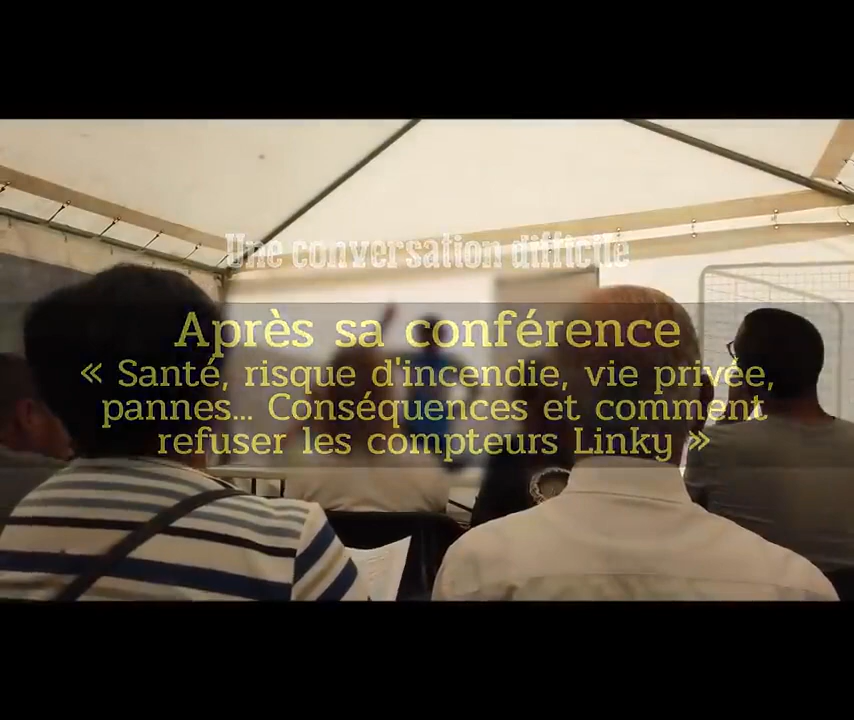 Une conversation difficile
Après sa conférence
« Santé, risque d'incendie, vie privée,
pannes... Conséquences et comment
refuser les compteurs Linky »